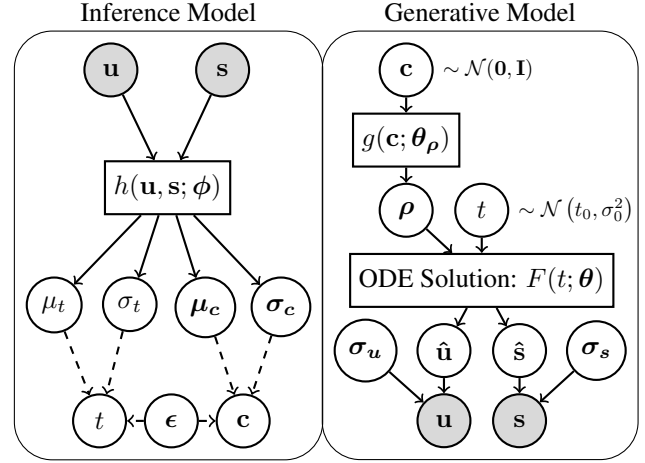 Inference Model
u s
h(u, s; ϕ)
μ_t σ_t μ_c σ_c
t ϵ c
Generative Model
c ∼ N(0, I)
g(c; θ_ρ)
ρ t ∼ N(t_0, σ_0^2)
ODE Solution: F(t; θ)
σ_u û ŝ σ_s
u s